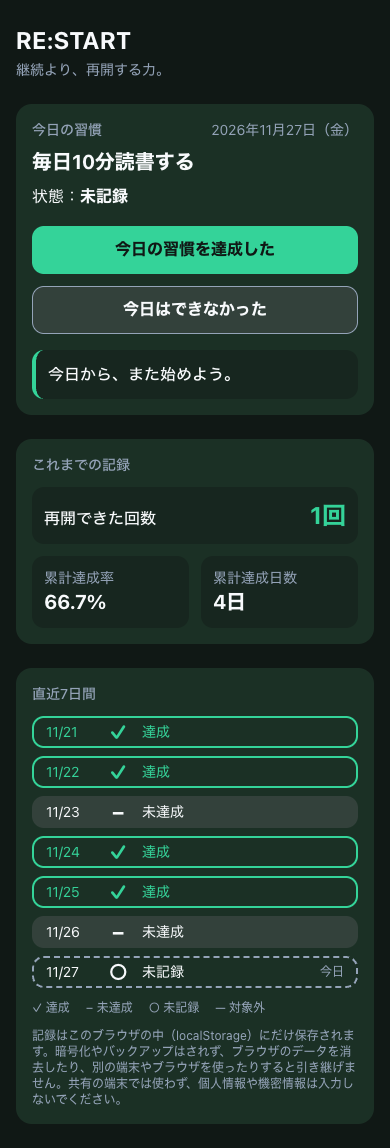 RE:START
継続より、再開する力。
今日の習慣 2026年11月27日（金）
毎日10分読書する
状態：未記録
今日の習慣を達成した
今日はできなかった
今日から、また始めよう。
これまでの記録
再開できた回数 1回
累計達成率 累計達成日数
66.7% 4日
直近7日間
11/21 ✓ 達成
11/22 ✓ 達成
11/23 – 未達成
11/24 ✓ 達成
11/25 ✓ 達成
11/26 – 未達成
11/27 ○ 未記録 今日
✓ 達成 – 未達成 ○ 未記録 — 対象外
記録はこのブラウザの中（localStorage）にだけ保存されま
す。暗号化やバックアップはされず、ブラウザのデータを消
去したり、別の端末やブラウザを使ったりすると引き継げま
せん。共有の端末では使わず、個人情報や機密情報は入力し
ないでください。